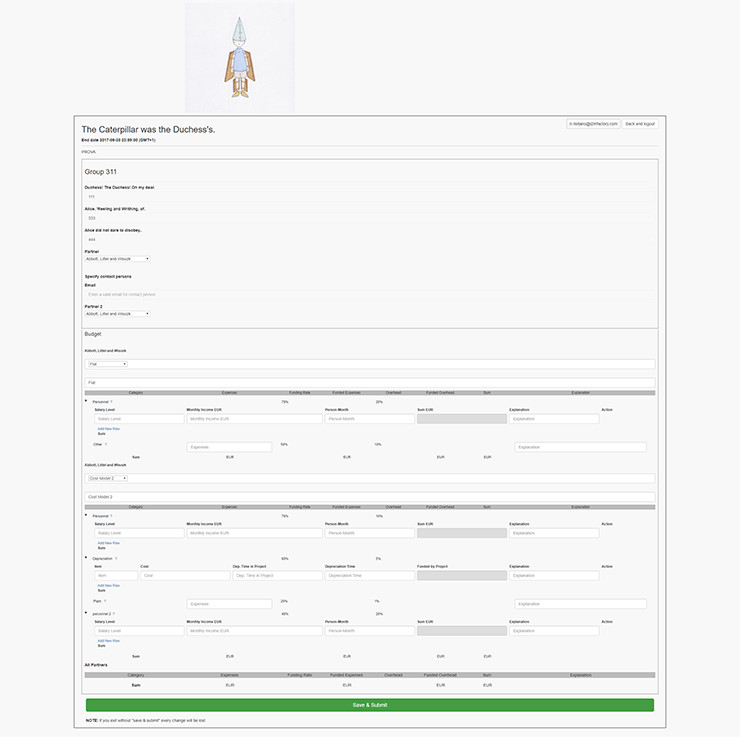 The Caterpillar was the Duchess's.
Back and logout
End date 2017-09-20 22:59:00 (GMT+1)
PROVA
Group 311
Duchess! The Duchess! Oh my dear.
111
Alice. 'Reeling and Writhing, of.
333
Alice did not dare to disobey,.
444
Partner
Abbott, Littel and Wisozk
Specify contact persons
Email
Enter a valid email for contact person
Partner 2
Abbott, Littel and Wisozk
Budget
Abbott, Littel and Wisozk
Flat
Flat
Category Expenses Funding Rate Funded Expenses Overhead Funded Overhead Sum Explanation
Personnel ? 75% 25%
Salary Level Monthly Income EUR Person-Month Sum EUR Explanation Action
Salary Level Monthly Income EUR Person-Month Explanation
Add New Row
Sum
Other ? Expenses 50% 10% Explanation
Sum EUR EUR EUR EUR
Abbott, Littel and Wisozk
Cost Model 2
Cost Model 2
Category Expenses Funding Rate Funded Expenses Overhead Funded Overhead Sum Explanation
Personnel ? 75% 10%
Salary Level Monthly Income EUR Person-Month Sum EUR Explanation Action
Salary Level Monthly Income EUR Person-Month Explanation
Add New Row
Sum
Depreciation ?
Item Cost Dep. Time in Project Depreciation Time Funded by Project Explanation Action
Item Cost Dep. Time in Project Depreciation Time Explanation
Add New Row
Sum
Expenses 20% 1% Explanation
personnel 2 ? 20%
Salary Level Monthly Income EUR Person-Month Sum EUR Explanation Action
Salary Level Monthly Income EUR Person-Month Explanation
Add New Row
Sum
Sum EUR EUR EUR EUR
All Partners
Category Expenses Funding Rate Funded Expenses Overhead Funded Overhead Sum Explanation
Sum EUR EUR EUR EUR
Save & Submit
NOTE: if you exit without "save & submit" every change will be lost